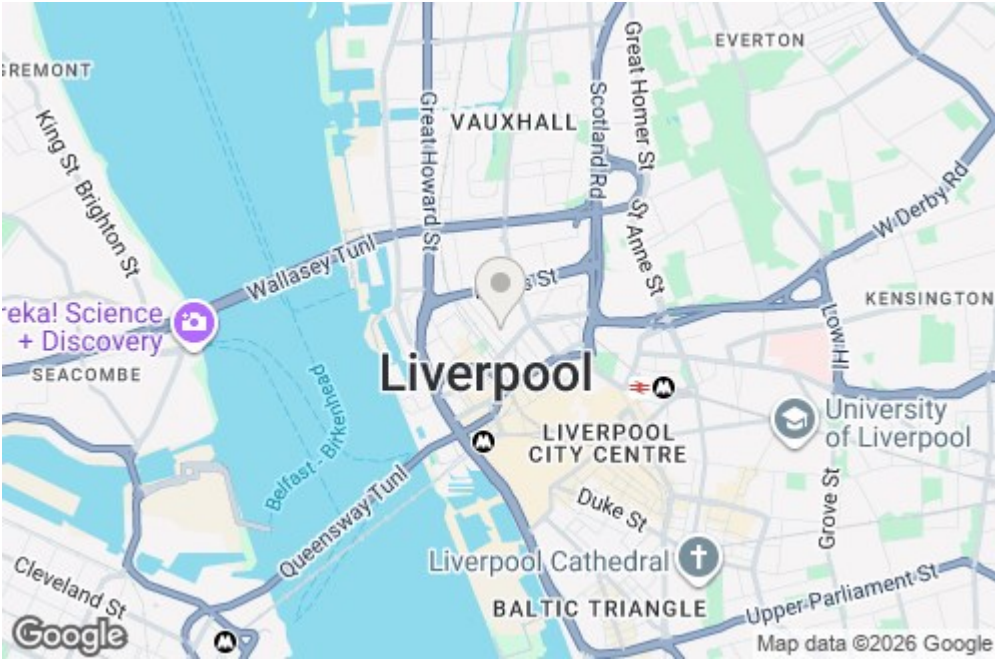 EVERTON
GREMONT
Great Homer St
Scotland Rd
Great Howard St
VAUXHALL
King St
Brighton St
W Derby Rd
St Anne St
Wallasey Tunl
s St
KENSINGTON
reka! Science
+ Discovery
Low Hill
SEACOMBE
Liverpool
Belfast - Birkenhead
University
of Liverpool
LIVERPOOL
CITY CENTRE
Queensway Tunl
Duke St
Grove St
Liverpool Cathedral
Cleveland St
BALTIC TRIANGLE
Upper Parliament St
Google
Map data ©2026 Google